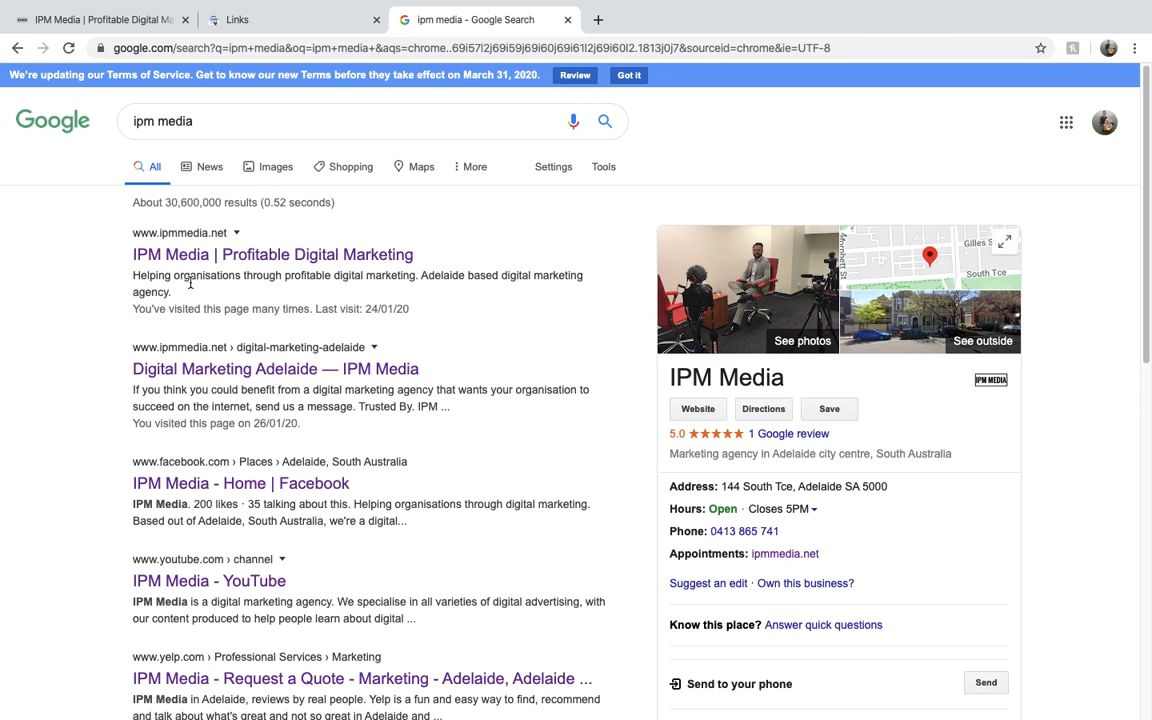 IPM Media | Profitable Digital Ma
Links
ipm media - Google Search
google.com/search?q=ipm+media&oq=ipm+media+&aqs=chrome..69i57l2j69i59j69i60j69i61l2j69i60l2.1813j0j7&sourceid=chrome&ie=UTF-8
We're updating our Terms of Service. Get to know our new Terms before they take effect on March 31, 2020. Review Got it
Google
ipm media
All News Images Shopping Maps More Settings Tools
About 30,600,000 results (0.52 seconds)
www.ipmmedia.net
IPM Media | Profitable Digital Marketing
Helping organisations through profitable digital marketing. Adelaide based digital marketing
agency.
You've visited this page many times. Last visit: 24/01/20
www.ipmmedia.net › digital-marketing-adelaide
Digital Marketing Adelaide — IPM Media
If you think you could benefit from a digital marketing agency that wants your organisation to
succeed on the internet, send us a message. Trusted By. IPM ...
You visited this page on 26/01/20.
www.facebook.com › Places › Adelaide, South Australia
IPM Media - Home | Facebook
IPM Media. 200 likes · 35 talking about this. Helping organisations through digital marketing.
Based out of Adelaide, South Australia, we're a digital...
www.youtube.com › channel
IPM Media - YouTube
IPM Media is a digital marketing agency. We specialise in all varieties of digital advertising, with
our content produced to help people learn about digital ...
www.yelp.com › Professional Services › Marketing
IPM Media - Request a Quote - Marketing - Adelaide, Adelaide ...
IPM Media in Adelaide, reviews by real people. Yelp is a fun and easy way to find, recommend
and talk about what's great and not so great in Adelaide and ...
Gilles S
South Tce
See photos
See outside
IPM Media
IPM MEDIA
Website Directions Save
5.0 1 Google review
Marketing agency in Adelaide city centre, South Australia
Address: 144 South Tce, Adelaide SA 5000
Hours: Open · Closes 5PM
Phone: 0413 865 741
Appointments: ipmmedia.net
Suggest an edit · Own this business?
Know this place? Answer quick questions
Send to your phone
Send